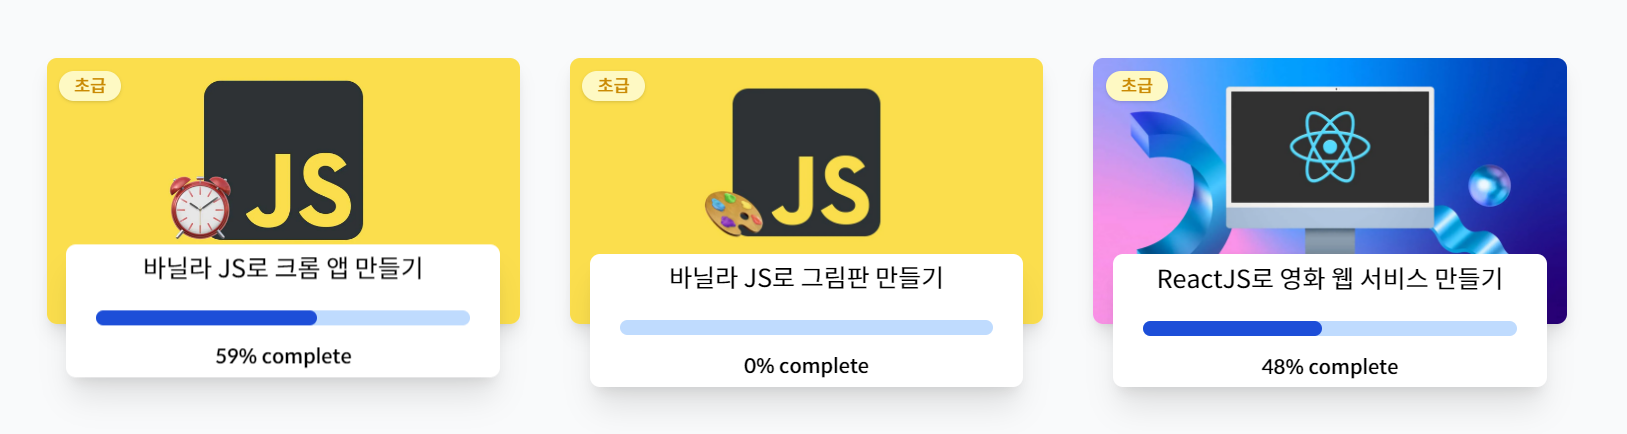 초급
JS
바닐라 JS로 크롬 앱 만들기
59% complete
초급
JS
바닐라 JS로 그림판 만들기
0% complete
초급
ReactJS로 영화 웹 서비스 만들기
48% complete